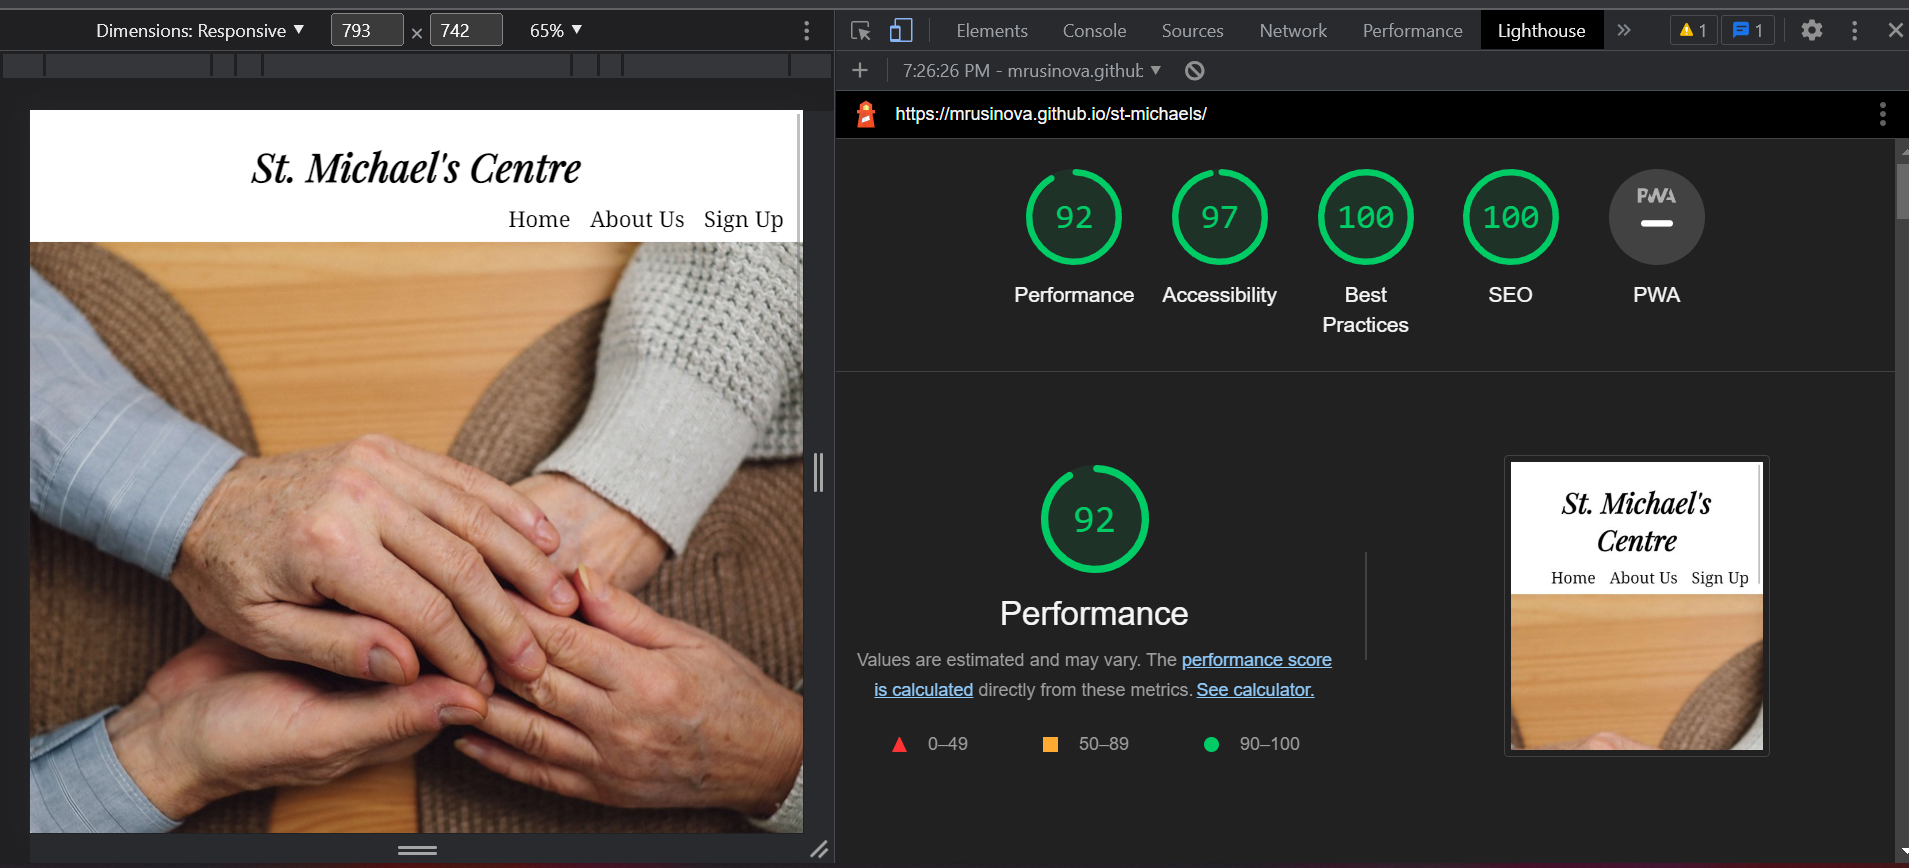 Dimensions: Responsive ▼ 793 × 742 65% ▼
Elements Console Sources Network Performance Lighthouse » 1 1
7:26:26 PM - mrusinova.github ▼
https://mrusinova.github.io/st-michaels/
St. Michael's Centre
Home About Us Sign Up
92 97 100 100 PWA
Performance Accessibility Best Practices SEO PWA
92
Performance
Values are estimated and may vary. The performance score
is calculated directly from these metrics. See calculator.
0–49 50–89 90–100
St. Michael's
Centre
Home About Us Sign Up